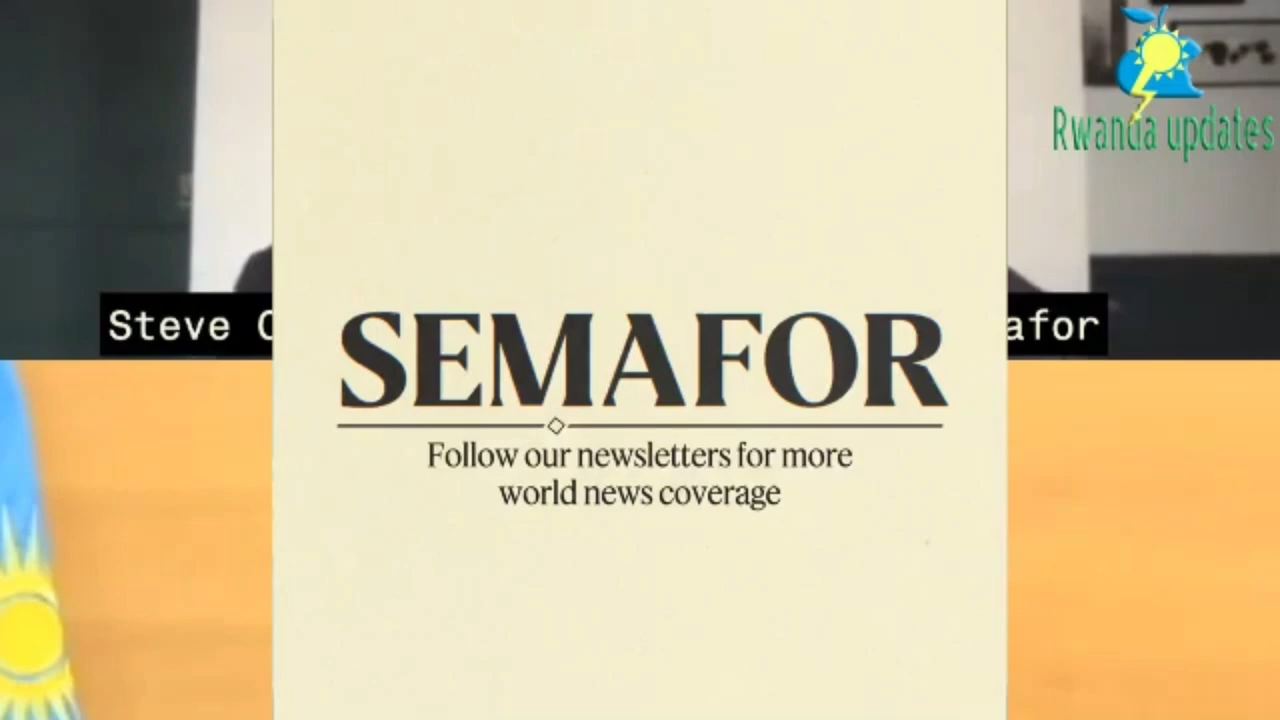 Rwanda updates
Steve C
afor
SEMAFOR
Follow our newsletters for more
world news coverage